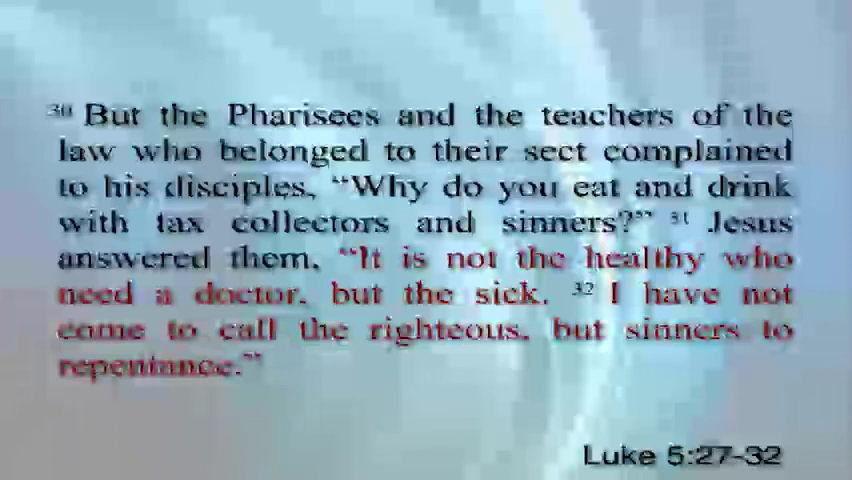 30 But the Pharisees and the teachers of the
law who belonged to their sect complained
to his disciples, “Why do you eat and drink
with tax collectors and sinners?” 31 Jesus
answered them, “It is not the healthy who
need a doctor, but the sick. 32 I have not
come to call the righteous, but sinners to
repentance.”
Luke 5:27-32